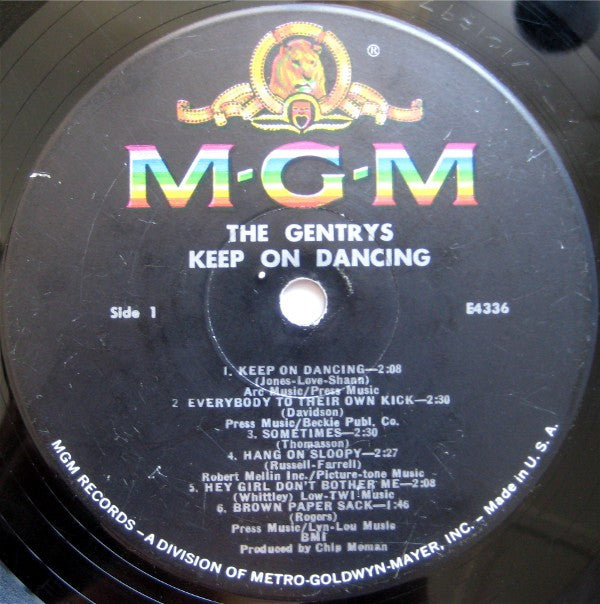 ®
M·G·M
THE GENTRYS
KEEP ON DANCING
Side 1
E4336
1. KEEP ON DANCING—2:08
(Jones-Love-Shann)
Arc Music/Press Music
2 EVERYBODY TO THEIR OWN KICK—2:30
(Davidson)
Press Music/Beckie Publ. Co.
3. SOMETIMES—2:30
(Thomasson)
4. HANG ON SLOOPY—2:27
(Russell-Farrell)
Robert Mellin Inc./Picture-tone Music
5. HEY GIRL DON'T BOTHER ME—2:08
(Whittley) Low-TWI Music
6. BROWN PAPER SACK—1:46
(Rogers)
Press Music/Lyn-Lou Music
BMI
Produced by Chip Moman
MGM RECORDS – A DIVISION OF METRO-GOLDWYN-MAYER, INC. – Made in U. S. A.